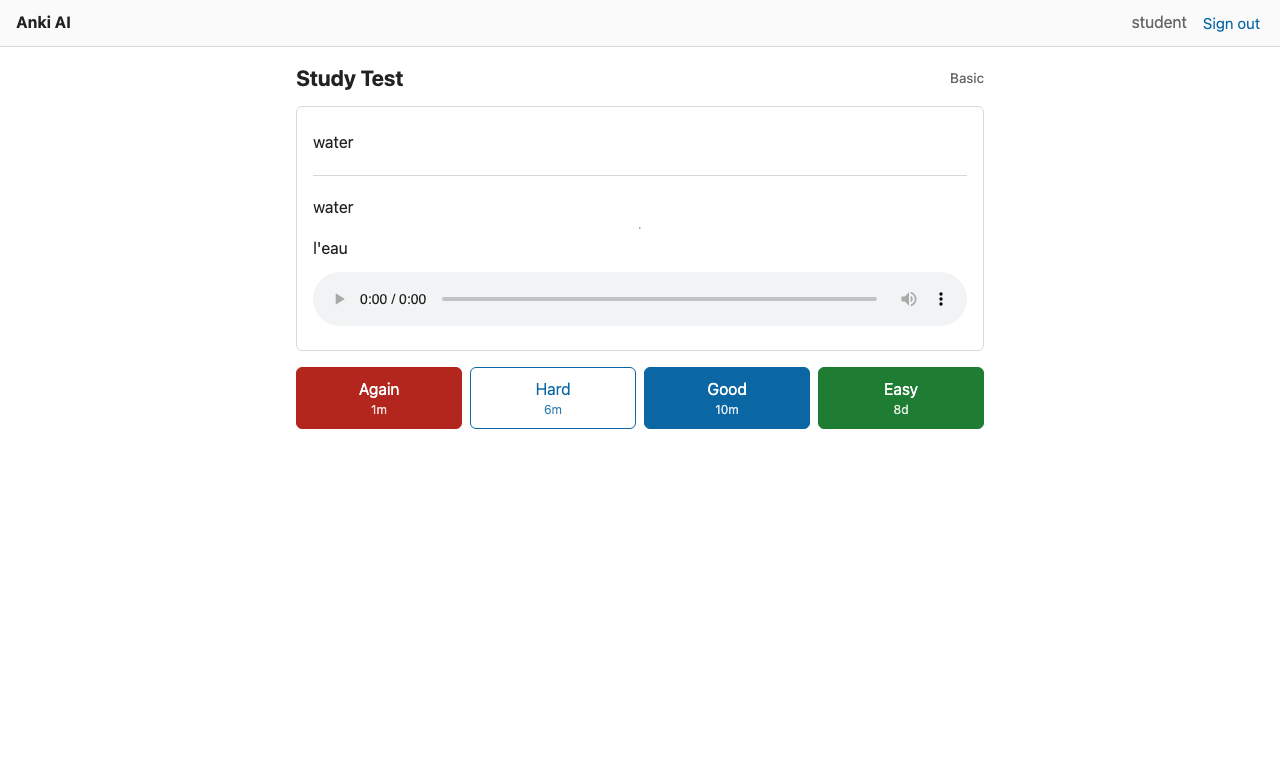 Anki AI student Sign out
Study Test Basic
water
water
l'eau
0:00 / 0:00
Again Hard Good Easy
1m 6m 10m 8d